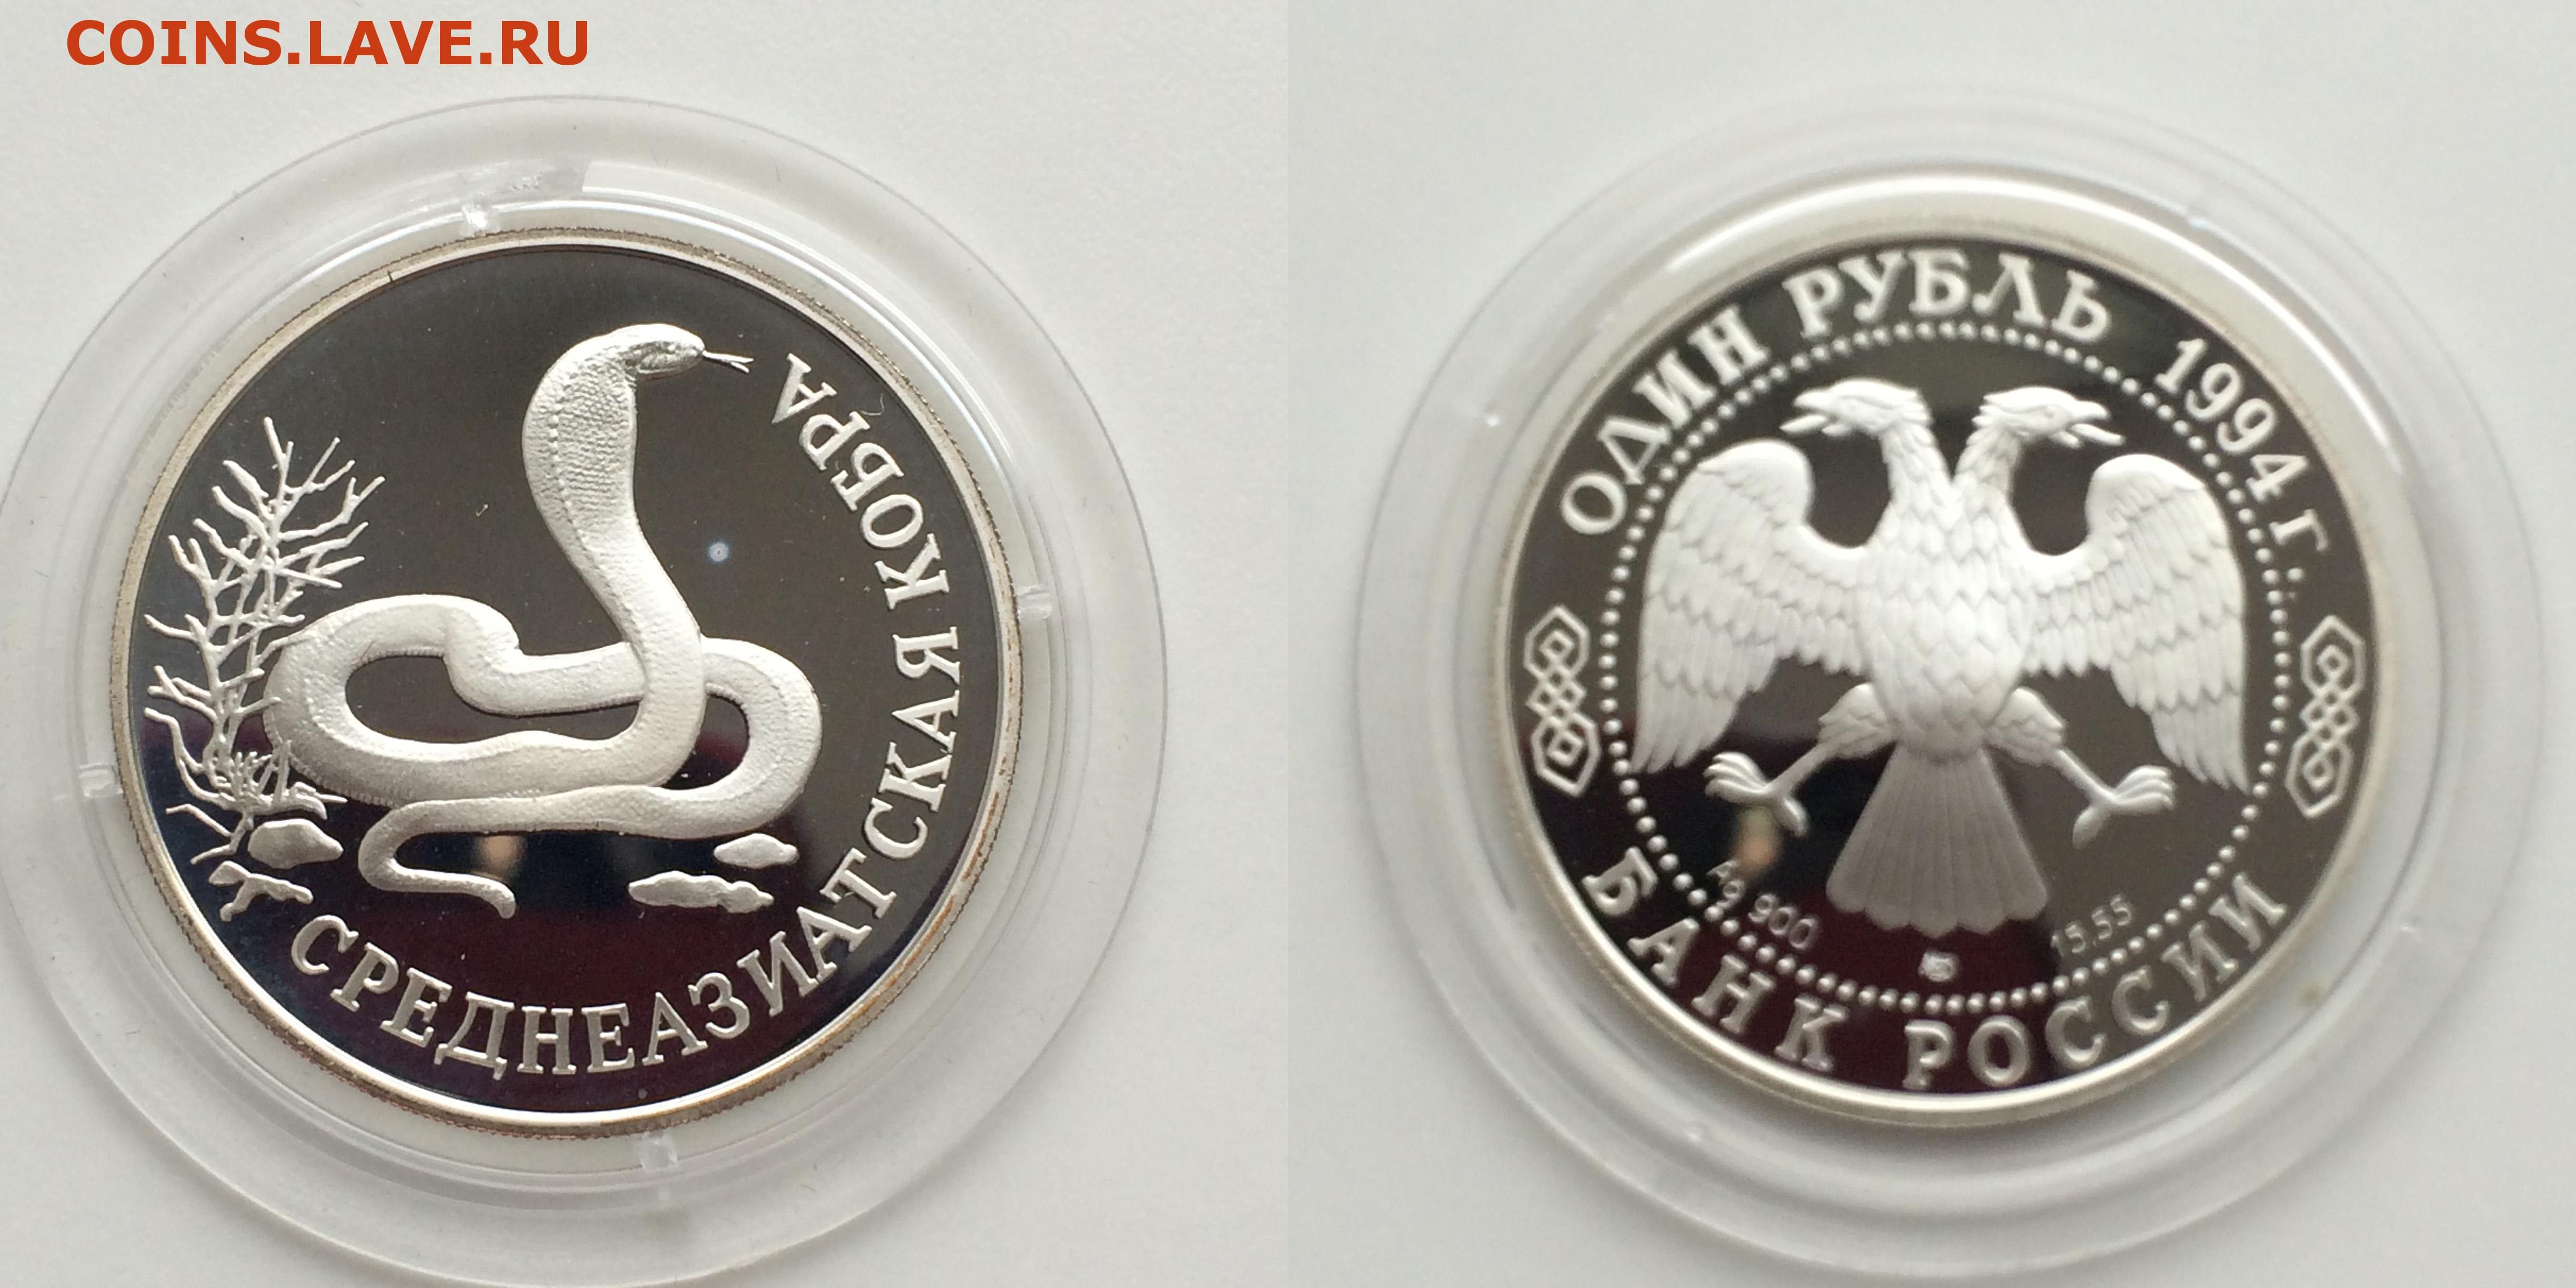 COINS.LAVE.RU
СРЕДНЕАЗИАТСКАЯ КОБРА
ОДИН РУБЛЬ 1994 г.
Ag 900
15.55
БАНК РОССИИ